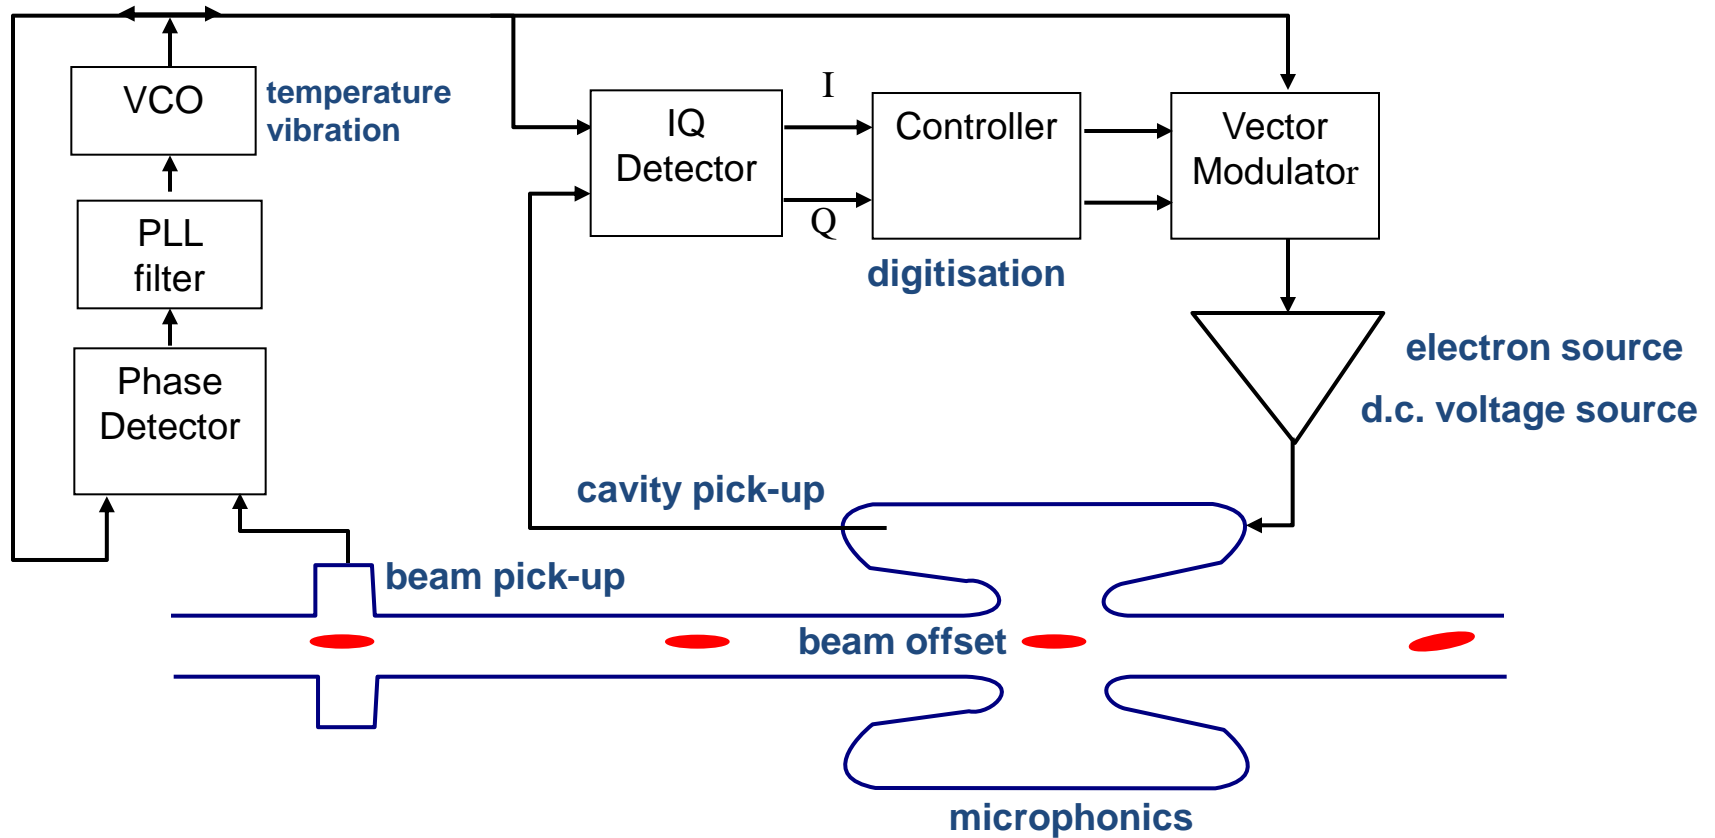 VCO
temperature
vibration
PLL
filter
Phase
Detector
IQ
Detector
I
Q
Controller
digitisation
Vector
Modulator
electron source
d.c. voltage source
cavity pick-up
beam pick-up
beam offset
microphonics